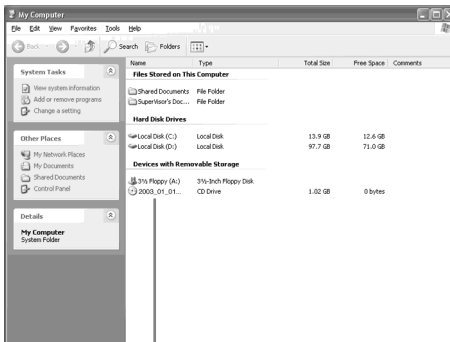 My Computer
File Edit View Favorites Tools Help
Back Search Folders
Name Type Total Size Free Space Comments
System Tasks
View system information
Add or remove programs
Change a setting
Other Places
My Network Places
My Documents
Shared Documents
Control Panel
Details
My Computer
System Folder
Files Stored on This Computer
Shared Documents File Folder
SuperVisor's Doc... File Folder
Hard Disk Drives
Local Disk (C:) Local Disk 13.9 GB 12.6 GB
Local Disk (D:) Local Disk 97.7 GB 71.0 GB
Devices with Removable Storage
3½ Floppy (A:) 3½-Inch Floppy Disk
2003_01_01... CD Drive 1.02 GB 0 bytes